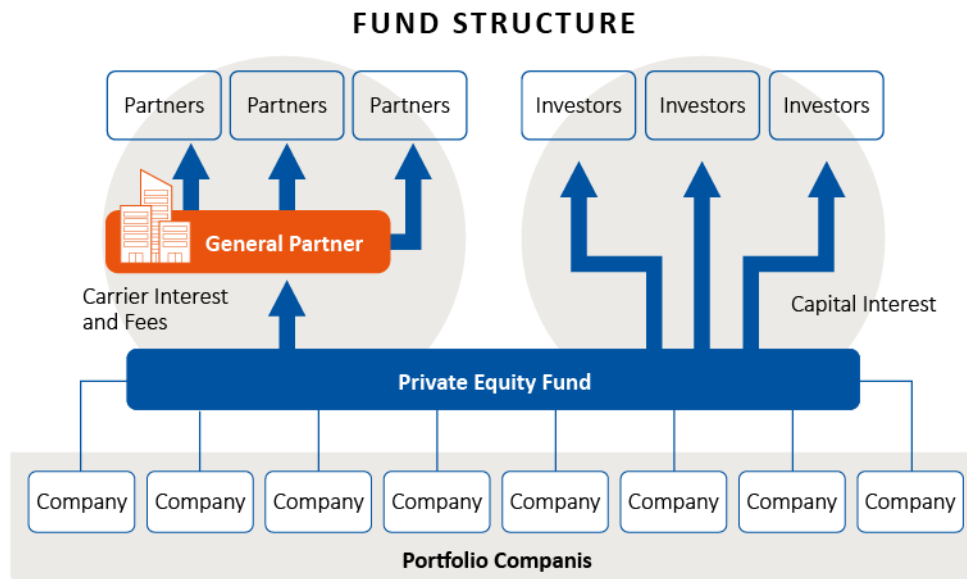 FUND STRUCTURE
Partners
Partners
Partners
Investors
Investors
Investors
General Partner
Carrier Interest
and Fees
Capital Interest
Private Equity Fund
Company
Company
Company
Company
Company
Company
Company
Company
Portfolio Companis